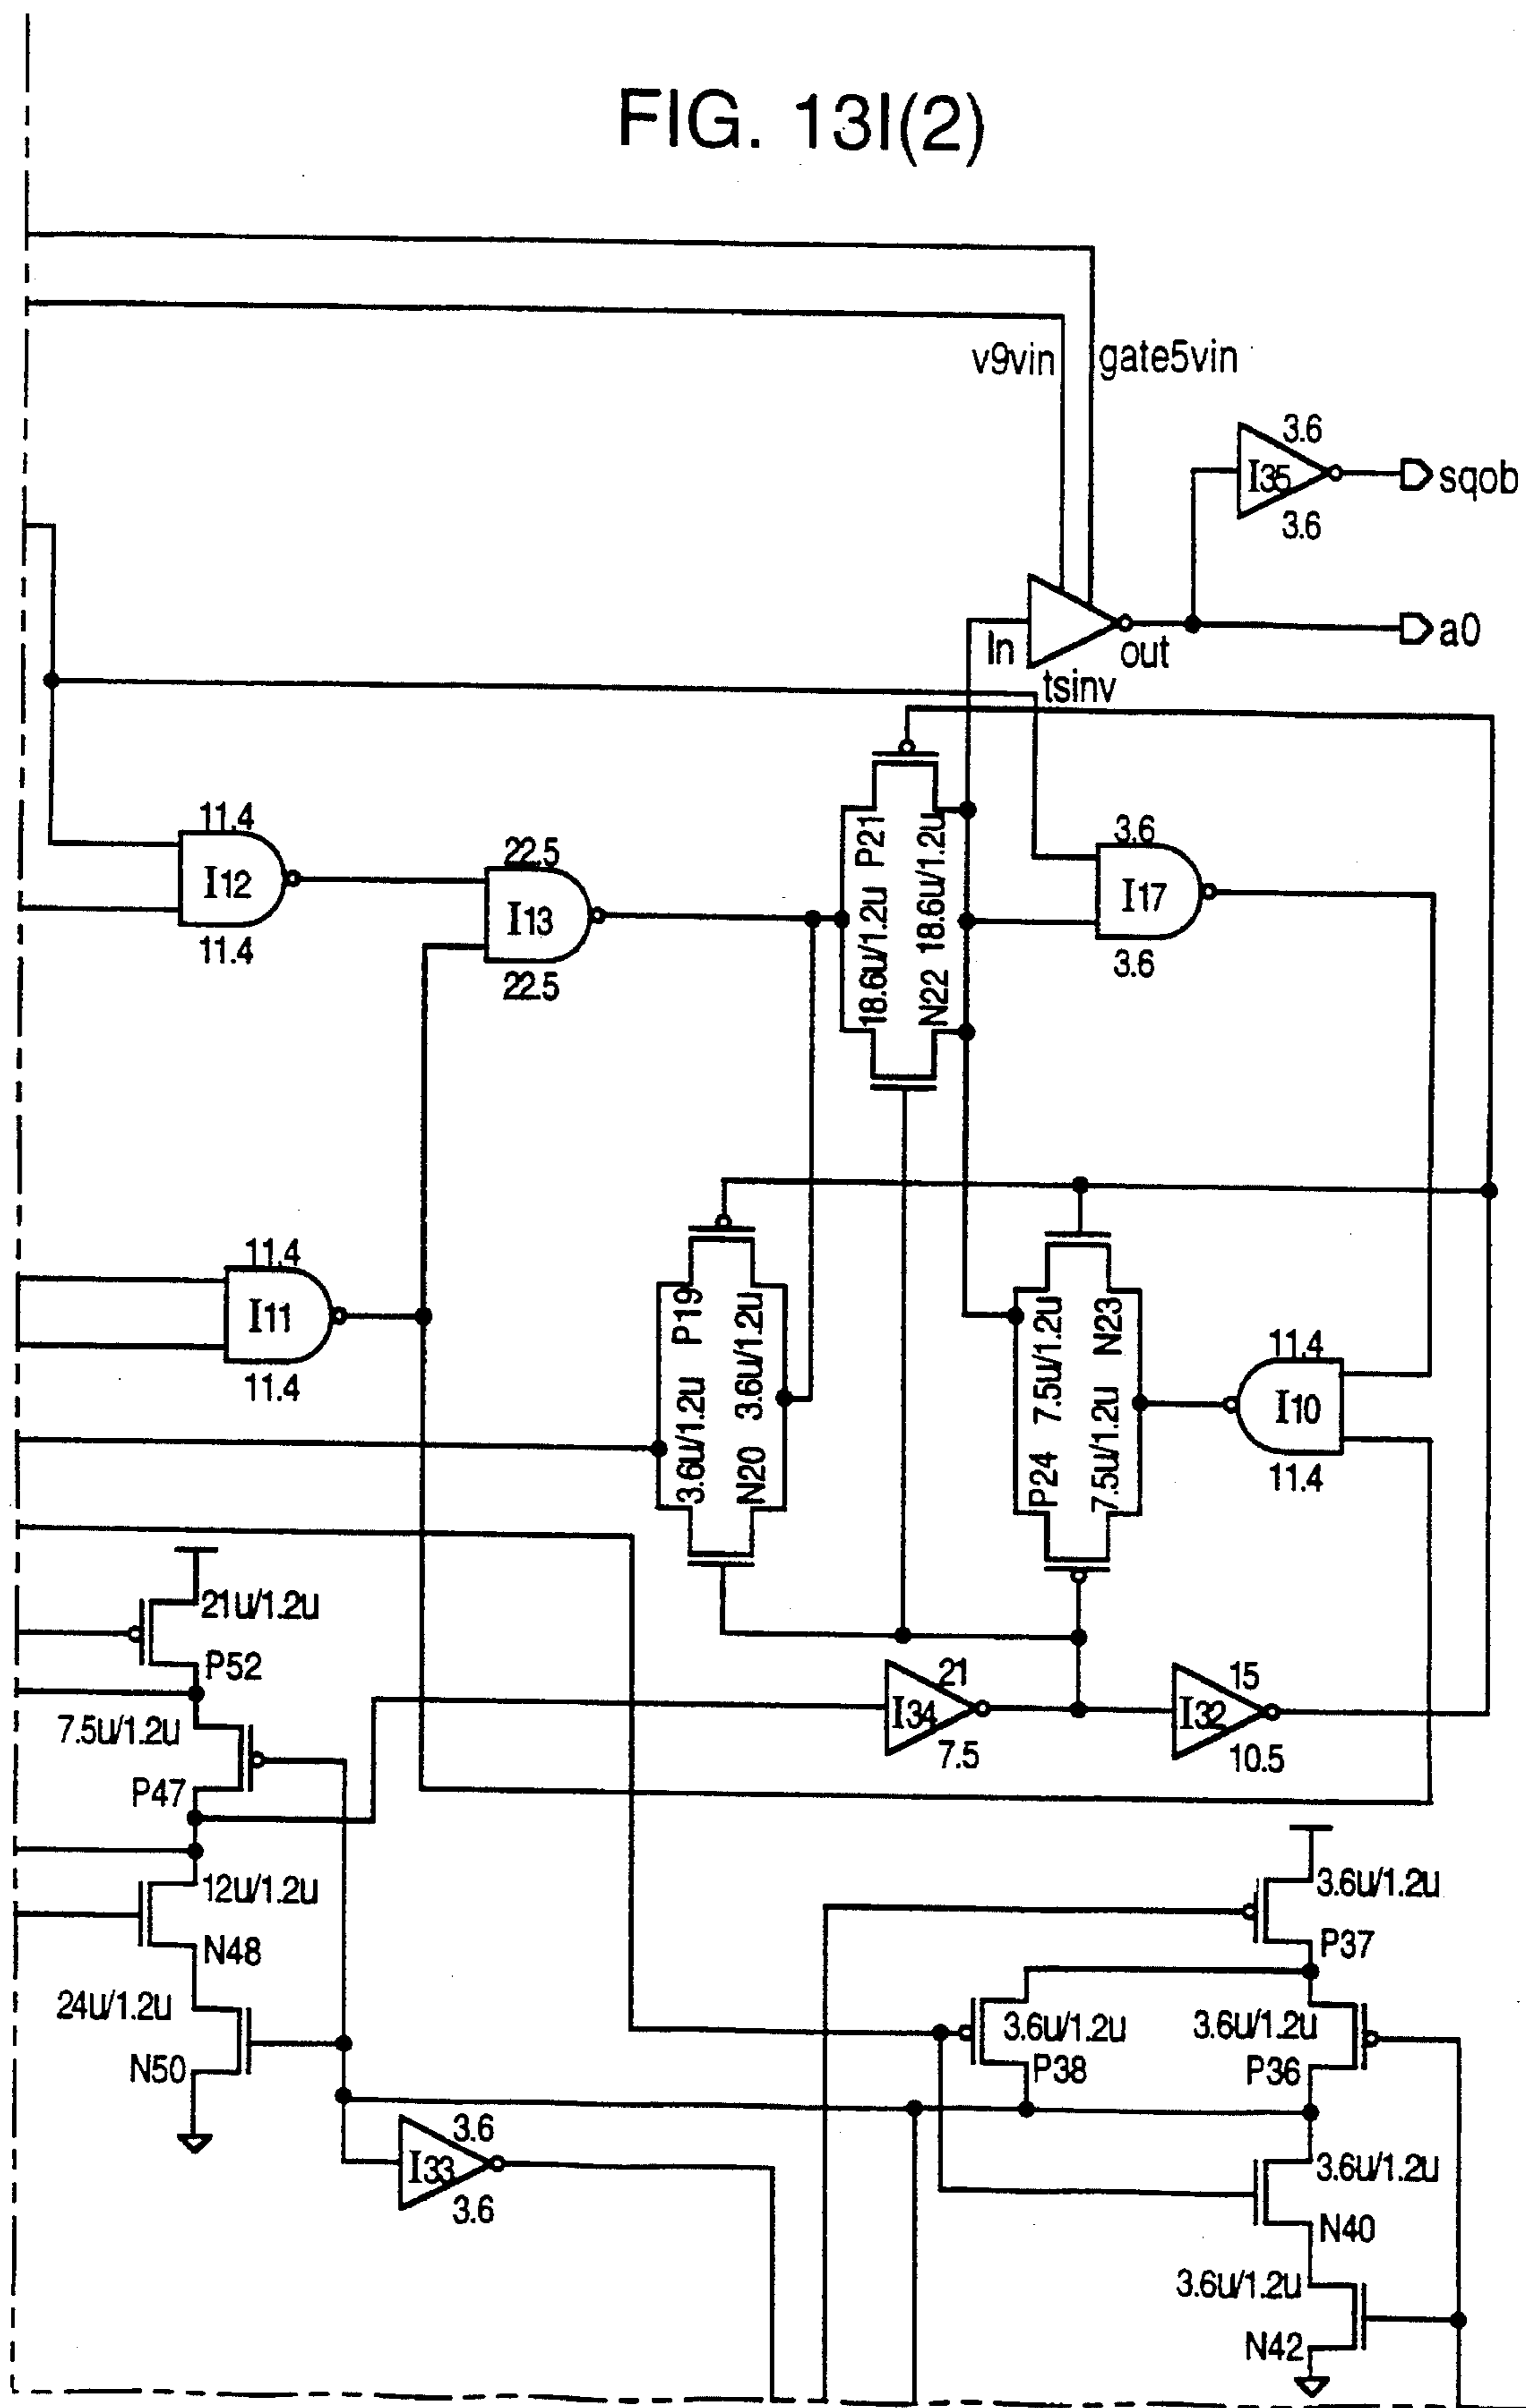 FIG. 13I(2)
v9vin
gate5vin
3.6
I35
3.6
sqob
In
out
a0
tsinv
11.4
I12
11.4
22.5
I13
22.5
18.6u/1.2u P21
N22 18.6u/1.2u
3.6
I17
3.6
11.4
I11
11.4
3.6u/1.2u P19
N20 3.6u/1.2u
P24 7.5u/1.2u
7.5u/1.2u N23
11.4
I10
11.4
21u/1.2u
P52
7.5u/1.2u
P47
21
I34
7.5
15
I32
10.5
12u/1.2u
N48
24u/1.2u
N50
3.6u/1.2u
P37
3.6u/1.2u
P38
3.6u/1.2u
P36
3.6
I33
3.6
3.6u/1.2u
N40
3.6u/1.2u
N42